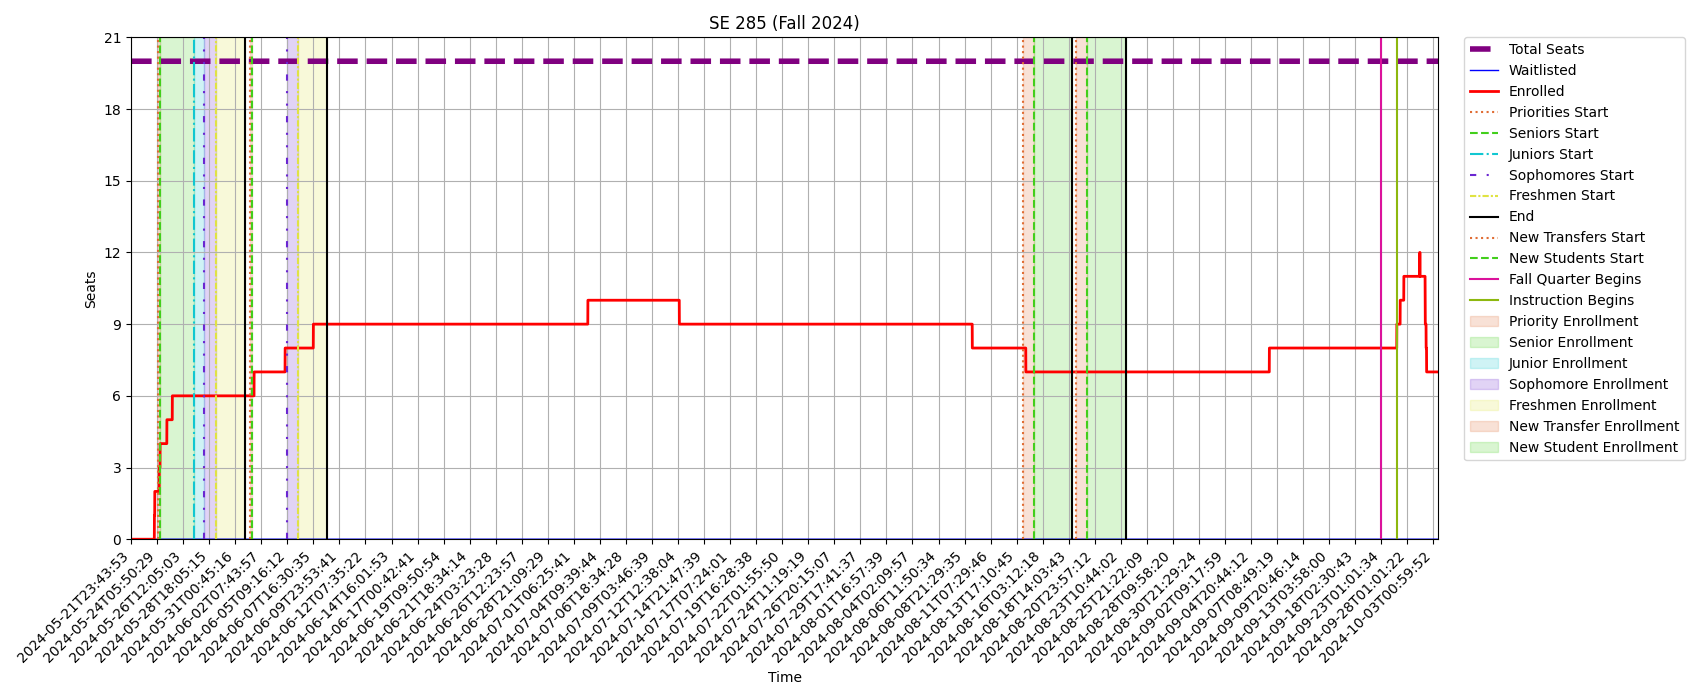 SE 285 (Fall 2024)
21
18
15
12
9
6
3
0
Seats
2024-05-21T23:43:53
2024-05-24T05:50:29
2024-05-26T12:05:03
2024-05-28T18:05:15
2024-05-31T00:45:16
2024-06-02T07:43:57
2024-06-05T09:16:12
2024-06-07T16:30:35
2024-06-09T23:53:41
2024-06-12T07:35:22
2024-06-14T16:01:53
2024-06-17T00:42:41
2024-06-19T09:50:54
2024-06-21T18:34:14
2024-06-24T03:23:28
2024-06-26T12:23:57
2024-06-28T21:09:29
2024-07-01T06:25:41
2024-07-04T09:39:44
2024-07-06T18:34:28
2024-07-09T03:46:39
2024-07-12T12:38:04
2024-07-14T21:47:39
2024-07-17T07:24:01
2024-07-19T16:28:38
2024-07-22T01:55:50
2024-07-24T11:19:19
2024-07-26T20:15:07
2024-07-29T17:41:37
2024-08-01T16:57:39
2024-08-04T02:09:57
2024-08-06T11:50:34
2024-08-08T21:29:35
2024-08-11T07:29:46
2024-08-13T17:10:45
2024-08-16T03:12:18
2024-08-18T14:03:43
2024-08-20T23:57:12
2024-08-23T10:44:02
2024-08-25T21:22:09
2024-08-28T09:58:20
2024-08-30T21:29:24
2024-09-02T09:17:59
2024-09-04T20:44:12
2024-09-07T08:49:19
2024-09-09T20:46:14
2024-09-13T03:58:00
2024-09-18T02:30:43
2024-09-23T01:01:34
2024-09-28T01:01:22
2024-10-03T00:59:52
Time
Total Seats
Waitlisted
Enrolled
Priorities Start
Seniors Start
Juniors Start
Sophomores Start
Freshmen Start
End
New Transfers Start
New Students Start
Fall Quarter Begins
Instruction Begins
Priority Enrollment
Senior Enrollment
Junior Enrollment
Sophomore Enrollment
Freshmen Enrollment
New Transfer Enrollment
New Student Enrollment